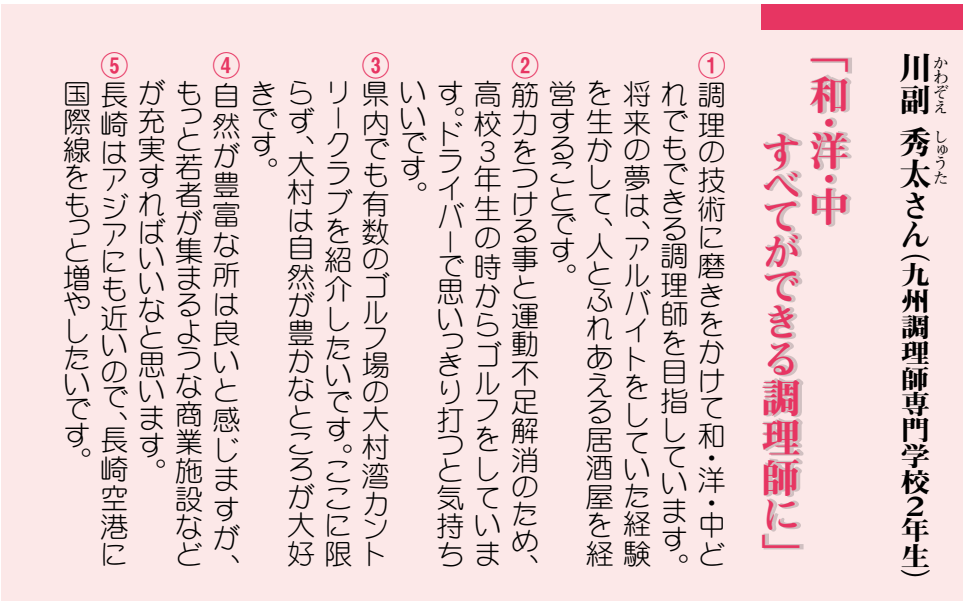 川副 秀太さん(九州調理師専門学校2年生)
かわぞえ しゅうた
「和・洋・中
すべてができる調理師に」
①調理の技術に磨きをかけて和・洋・中ど
れでもできる調理師を目指しています。
将来の夢は、アルバイトをしていた経験
を生かして、人とふれあえる居酒屋を経
営することです。
②筋力をつける事と運動不足解消のため、
高校3年生の時からゴルフをしていま
す。ドライバーで思いっきり打つと気持ち
いいです。
③県内でも有数のゴルフ場の大村湾カント
リークラブを紹介したいです。ここに限
らず、大村は自然が豊かなところが大好
きです。
④自然が豊富な所は良いと感じますが、
もっと若者が集まるような商業施設など
が充実すればいいなと思います。
⑤長崎はアジアにも近いので、長崎空港に
国際線をもっと増やしたいです。